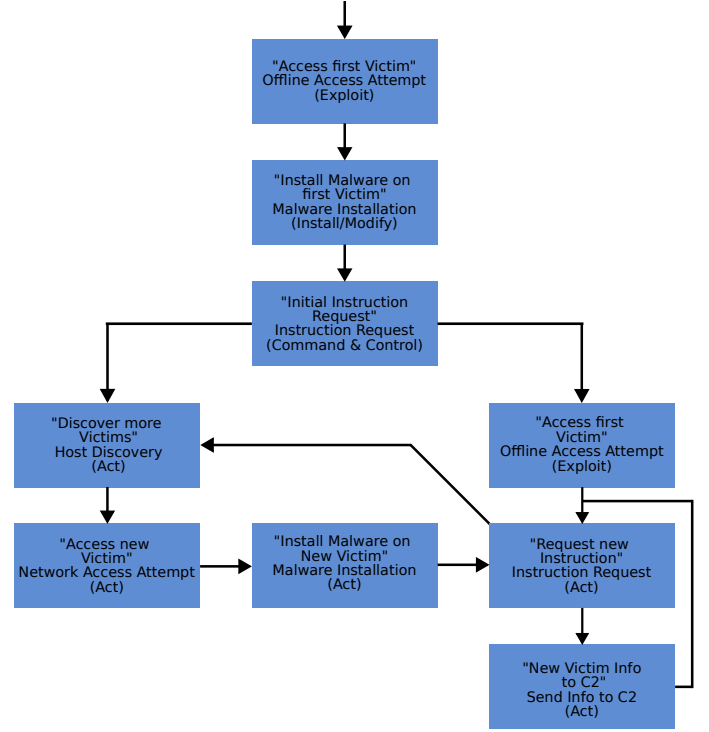 "Access first Victim"
Offline Access Attempt
(Exploit)
"Install Malware on
first Victim"
Malware Installation
(Install/Modify)
"Initial Instruction
Request"
Instruction Request
(Command & Control)
"Discover more
Victims"
Host Discovery
(Act)
"Access first
Victim"
Offline Access Attempt
(Exploit)
"Access new
Victim"
Network Access Attempt
(Act)
"Install Malware on
New Victim"
Malware Installation
(Act)
"Request new
Instruction"
Instruction Request
(Act)
"New Victim Info
to C2"
Send Info to C2
(Act)